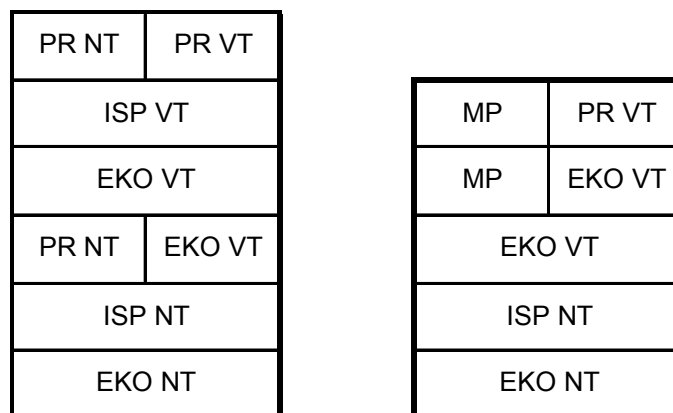 PR NT PR VT
ISP VT
EKO VT
PR NT EKO VT
ISP NT
EKO NT
MP PR VT
MP EKO VT
EKO VT
ISP NT
EKO NT